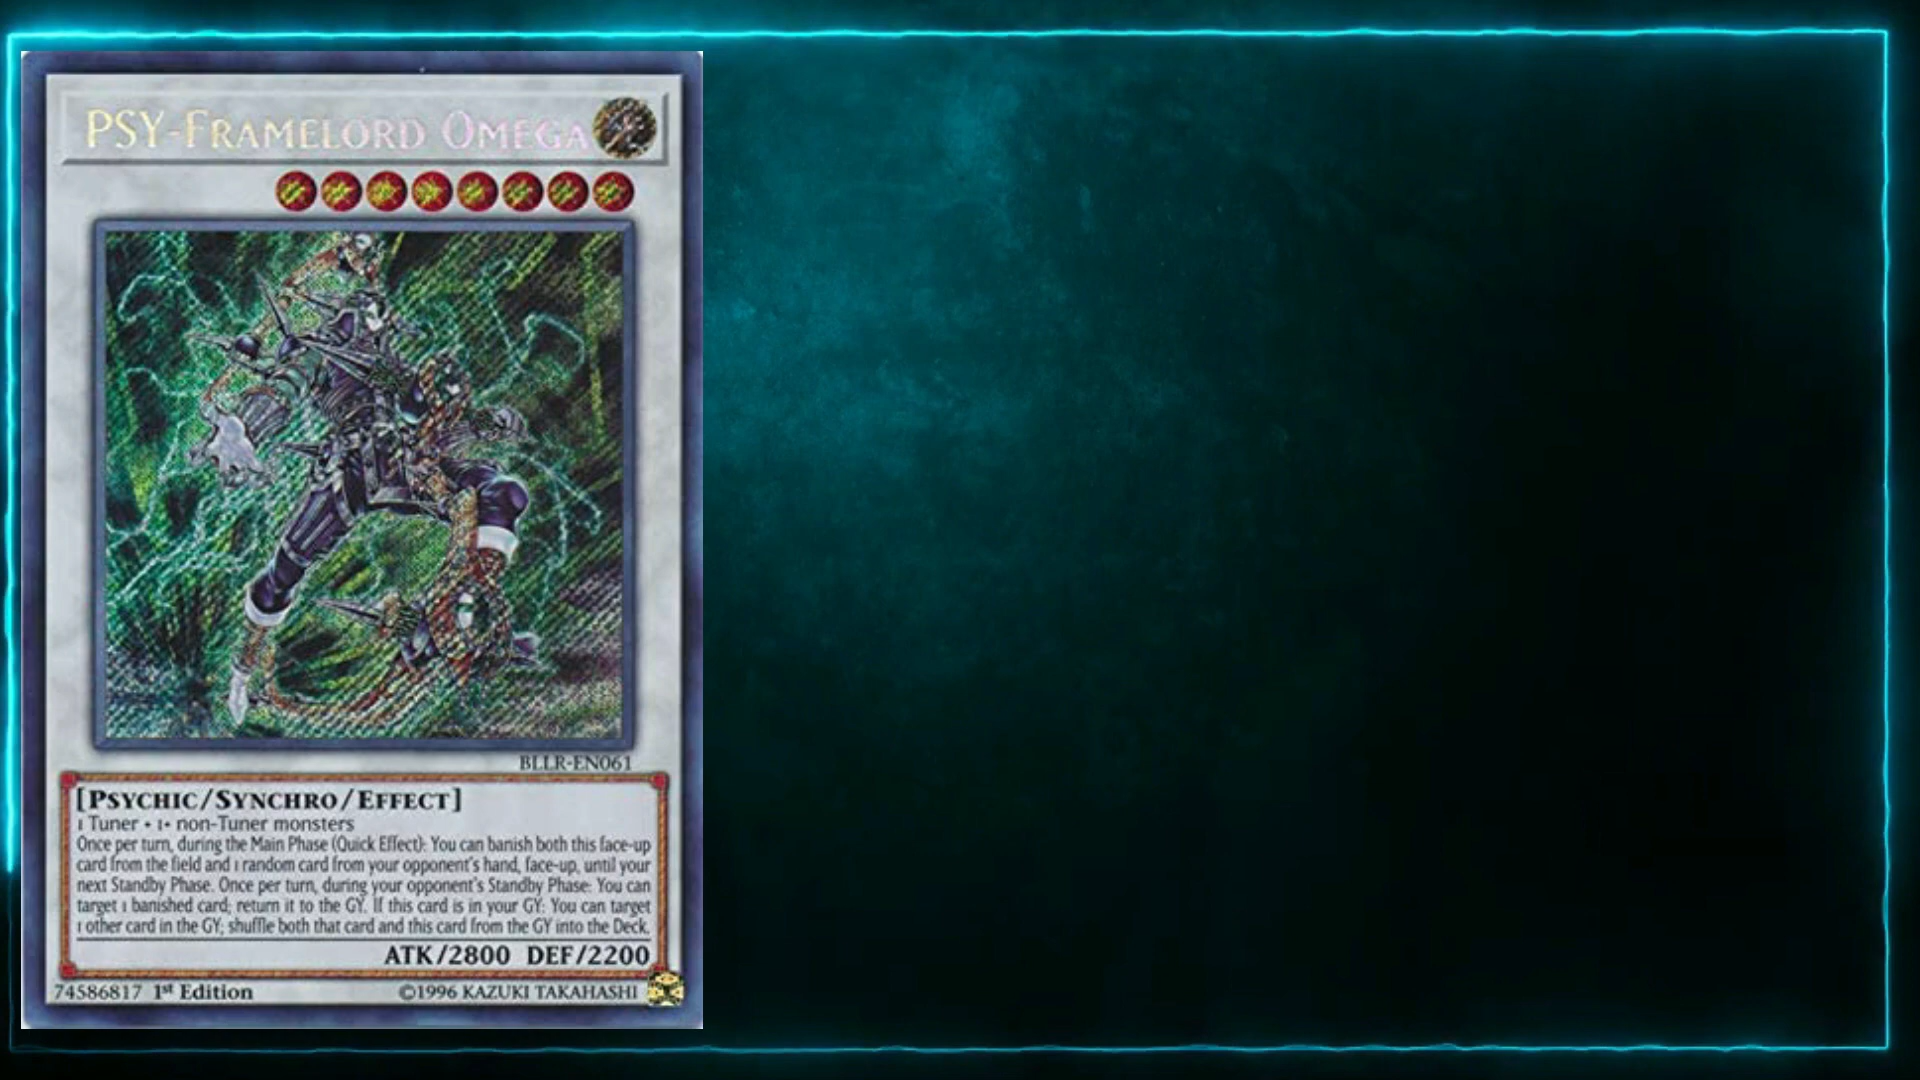 PSY-Framelord Omega
BLLR-EN061
[Psychic/Synchro/Effect]
1 Tuner + 1+ non-Tuner monsters
Once per turn, during the Main Phase (Quick Effect): You can banish both this face-up
card from the field and 1 random card from your opponent's hand, face-up, until your
next Standby Phase. Once per turn, during your opponent's Standby Phase: You can
target 1 banished card; return it to the GY. If this card is in your GY: You can target
1 other card in the GY; shuffle both that card and this card from the GY into the Deck.
ATK/2800 DEF/2200
74586817 1st Edition ©1996 KAZUKI TAKAHASHI